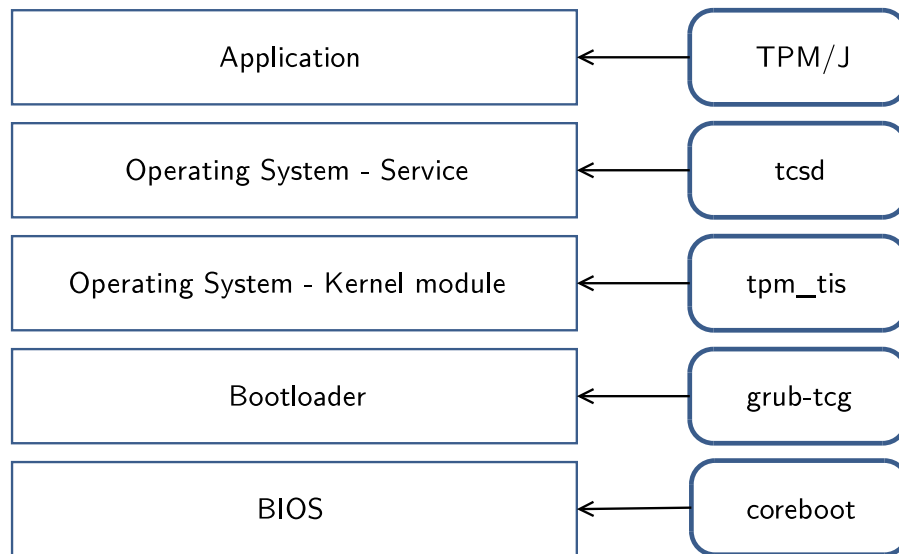 Application
TPM/J
Operating System - Service
tcsd
Operating System - Kernel module
tpm_tis
Bootloader
grub-tcg
BIOS
coreboot